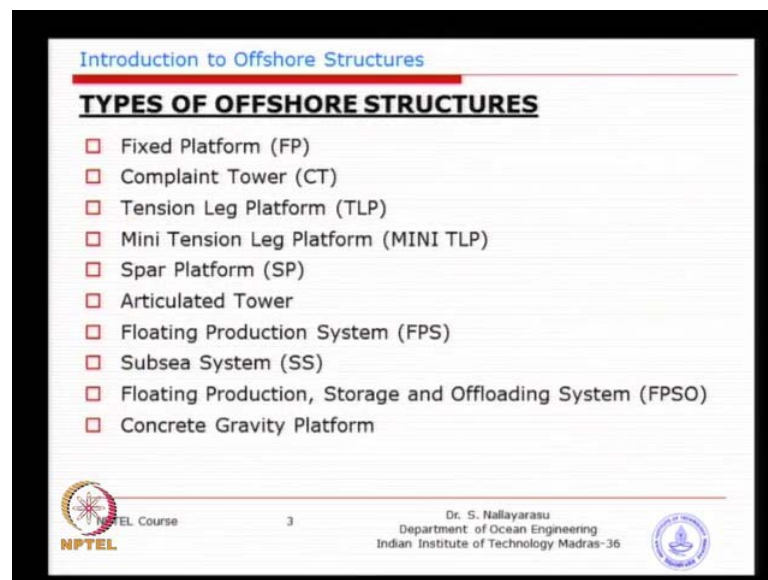 Introduction to Offshore Structures
TYPES OF OFFSHORE STRUCTURES
Fixed Platform (FP)
Complaint Tower (CT)
Tension Leg Platform (TLP)
Mini Tension Leg Platform (MINI TLP)
Spar Platform (SP)
Articulated Tower
Floating Production System (FPS)
Subsea System (SS)
Floating Production, Storage and Offloading System (FPSO)
Concrete Gravity Platform
TEL Course
3
Dr. S. Nallayarasu
Department of Ocean Engineering
Indian Institute of Technology Madras-36
NPTEL